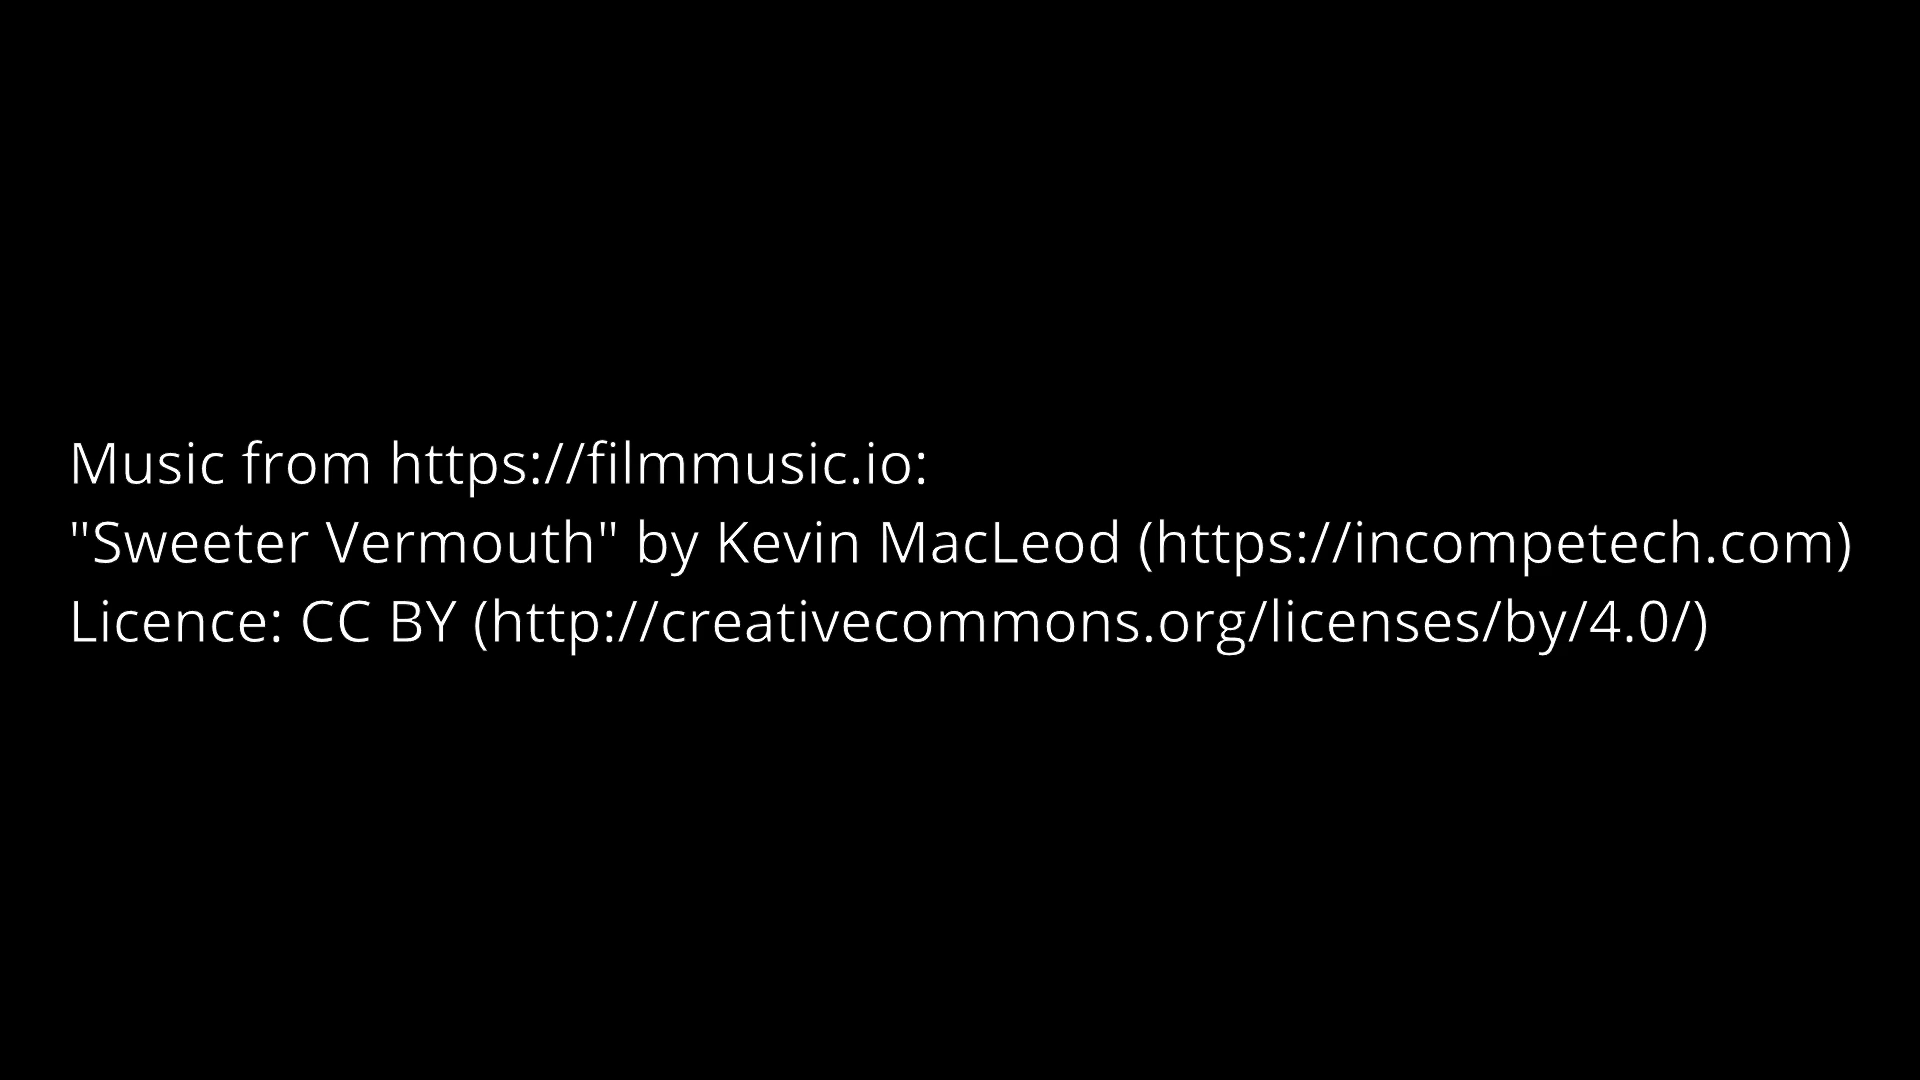 Music from https://filmmusic.io:
"Sweeter Vermouth" by Kevin MacLeod (https://incompetech.com)
Licence: CC BY (http://creativecommons.org/licenses/by/4.0/)